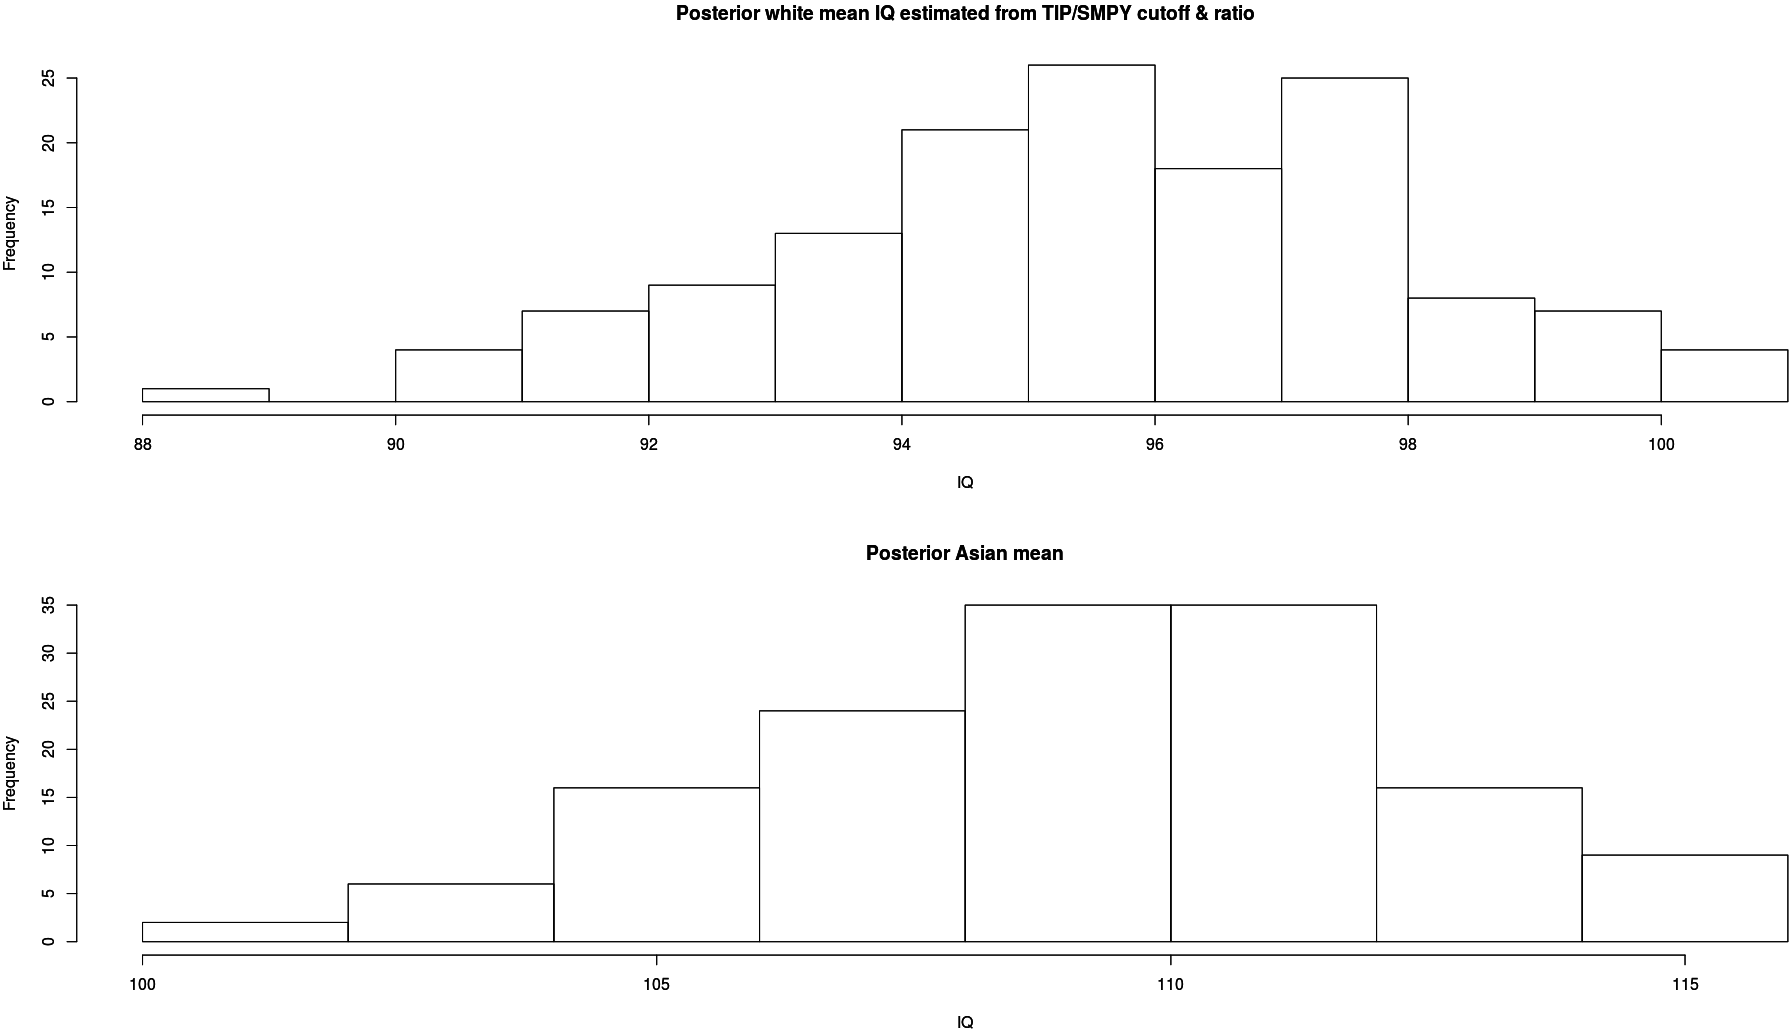 Posterior white mean IQ estimated from TIP/SMPY cutoff & ratio
Frequency
25
20
15
10
5
0
88 90 92 94 96 98 100
IQ
Posterior Asian mean
Frequency
35
30
25
20
15
10
5
0
100 105 110 115
IQ